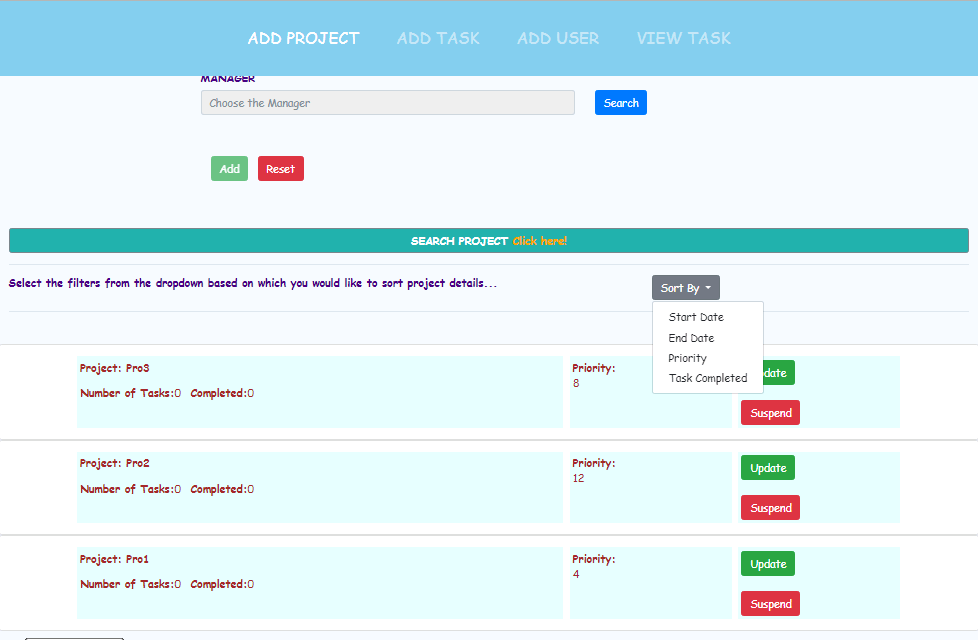 ADD PROJECT ADD TASK ADD USER VIEW TASK
MANAGER
Choose the Manager Search
Add Reset
SEARCH PROJECT Click here!
Select the filters from the dropdown based on which you would like to sort project details... Sort By
Start Date
End Date
Priority
Task Completed
Project: Pro3 Priority:
8
Number of Tasks:0 Completed:0
Suspend
Project: Pro2 Priority:
12 Update
Number of Tasks:0 Completed:0
Suspend
Project: Pro1 Priority:
4 Update
Number of Tasks:0 Completed:0
Suspend